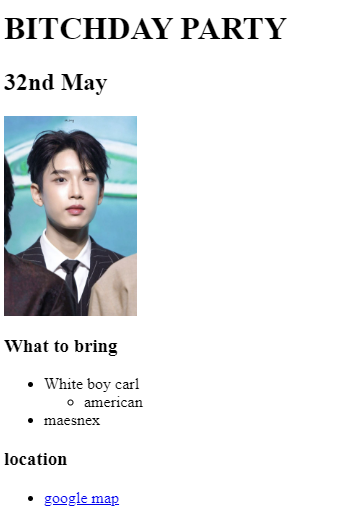 BITCHDAY PARTY
32nd May
What to bring
White boy carl
american
maesnex
location
google map